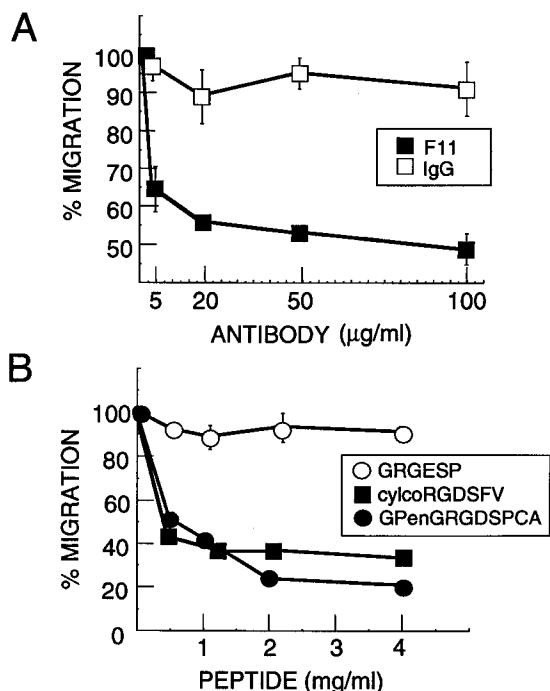 A
% MIGRATION
100
90
80
70
60
50
F11
IgG
5 20 50 100
ANTIBODY (µg/ml)
B
% MIGRATION
100
80
60
40
20
0
GRGESP
cylcoRGDSFV
GPenGRGDSPCA
1 2 3 4
PEPTIDE (mg/ml)